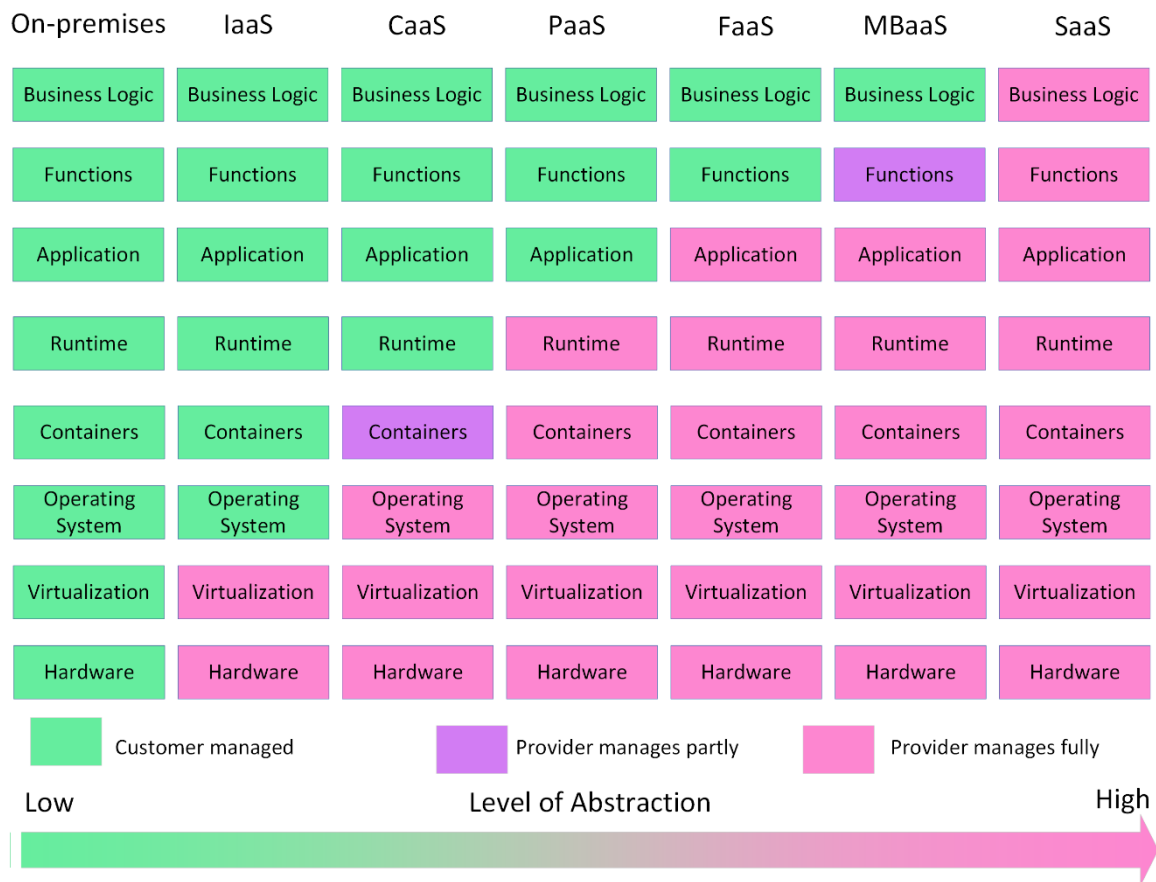 On-premises IaaS CaaS PaaS FaaS MBaaS SaaS
Business Logic Business Logic Business Logic Business Logic Business Logic Business Logic Business Logic
Functions Functions Functions Functions Functions Functions Functions
Application Application Application Application Application Application Application
Runtime Runtime Runtime Runtime Runtime Runtime Runtime
Containers Containers Containers Containers Containers Containers Containers
Operating Operating Operating Operating Operating Operating Operating
System System System System System System System
Virtualization Virtualization Virtualization Virtualization Virtualization Virtualization Virtualization
Hardware Hardware Hardware Hardware Hardware Hardware Hardware
Customer managed Provider manages partly Provider manages fully
Low Level of Abstraction High